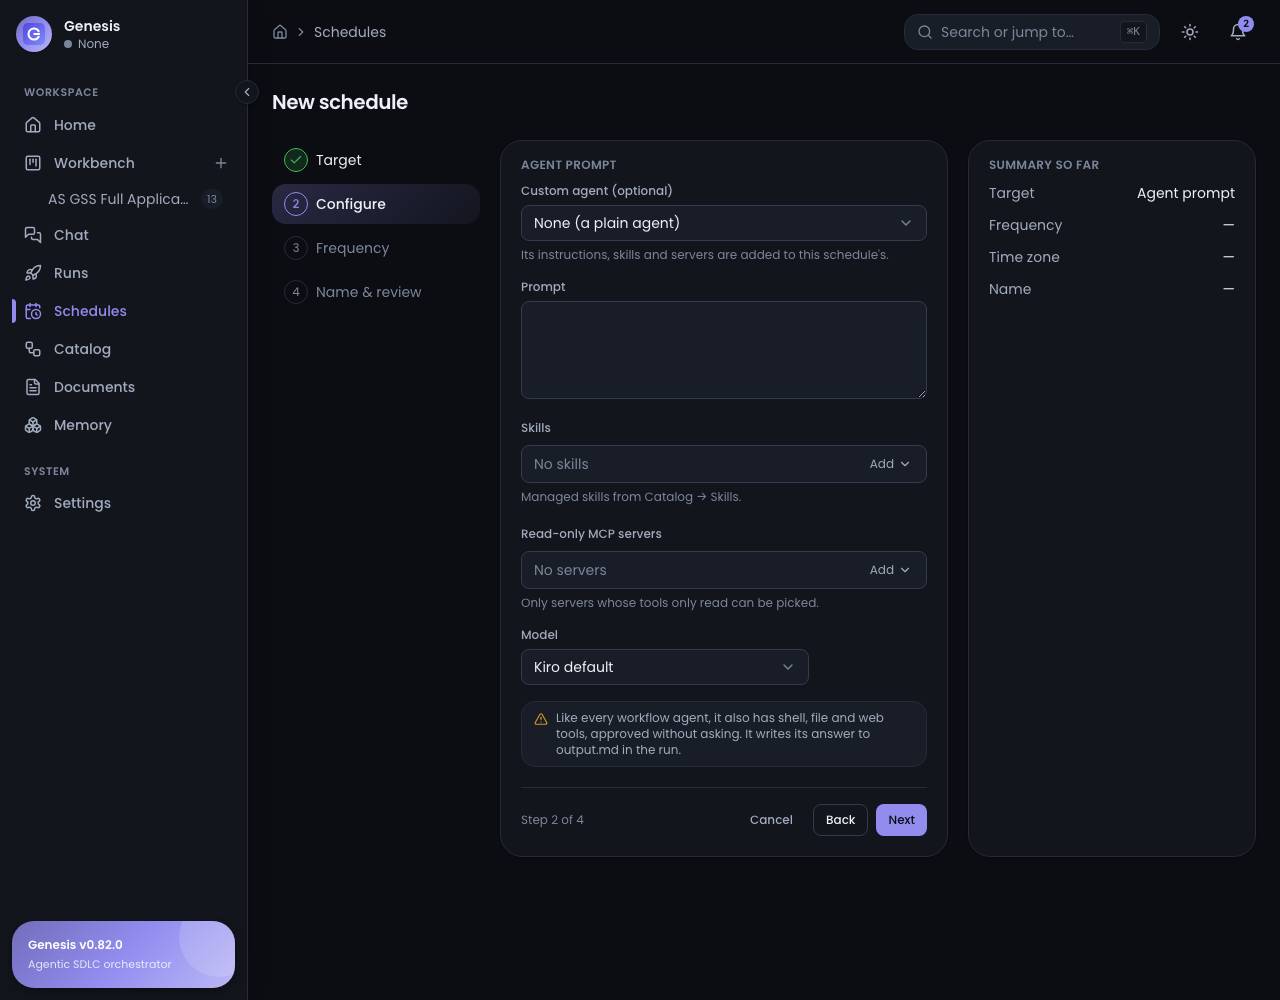 Genesis
None
WORKSPACE
Home
Workbench
AS GSS Full Applica...
13
Chat
Runs
Schedules
Catalog
Documents
Memory
SYSTEM
Settings
Genesis v0.82.0
Agentic SDLC orchestrator
Schedules
Search or jump to...
⌘K
2
New schedule
Target
2 Configure
3 Frequency
4 Name & review
AGENT PROMPT
Custom agent (optional)
None (a plain agent)
Its instructions, skills and servers are added to this schedule's.
Prompt
Skills
No skills
Add
Managed skills from Catalog → Skills.
Read-only MCP servers
No servers
Add
Only servers whose tools only read can be picked.
Model
Kiro default
Like every workflow agent, it also has shell, file and web
tools, approved without asking. It writes its answer to
output.md in the run.
Step 2 of 4
Cancel
Back
Next
SUMMARY SO FAR
Target Agent prompt
Frequency —
Time zone —
Name —